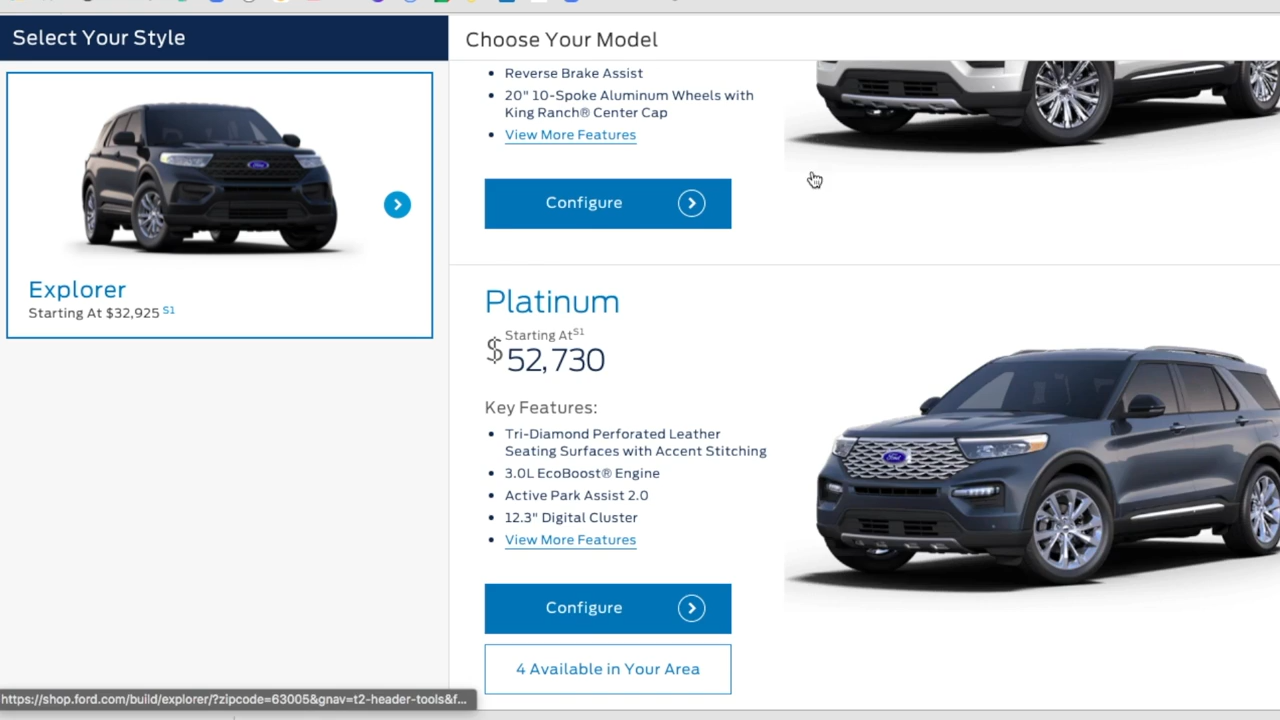 Select Your Style
Explorer
Starting At $32,925 S1
Choose Your Model
Reverse Brake Assist
20" 10-Spoke Aluminum Wheels with
King Ranch® Center Cap
View More Features
Configure
Platinum
Starting At S1
$52,730
Key Features:
Tri-Diamond Perforated Leather
Seating Surfaces with Accent Stitching
3.0L EcoBoost® Engine
Active Park Assist 2.0
12.3" Digital Cluster
View More Features
Configure
4 Available in Your Area
Ford
Ford
https://shop.ford.com/build/explorer/?zipcode=63005&gnav=t2-header-tools&f...